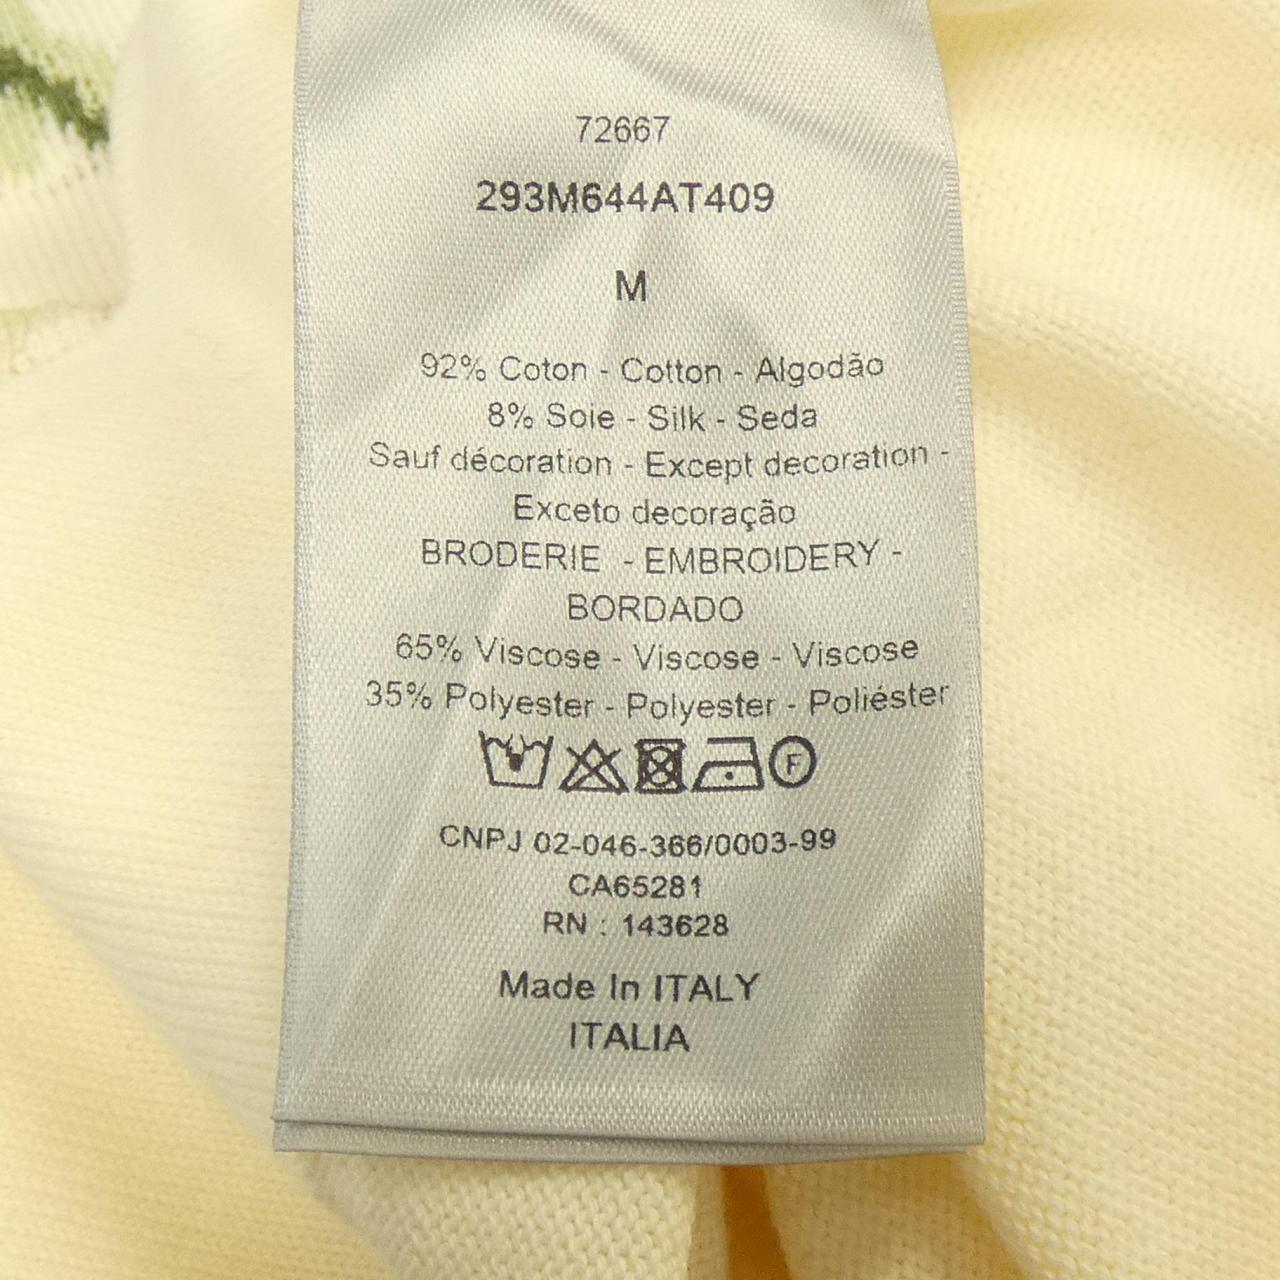 72667
293M644AT409
M
92% Coton - Cotton - Algodão
8% Soie - Silk - Seda
Sauf décoration - Except decoration -
Exceto decoração
BRODERIE - EMBROIDERY -
BORDADO
65% Viscose - Viscose - Viscose
35% Polyester - Polyester - Poliéster
F
CNPJ 02-046-366/0003-99
CA65281
RN : 143628
Made In ITALY
ITALIA